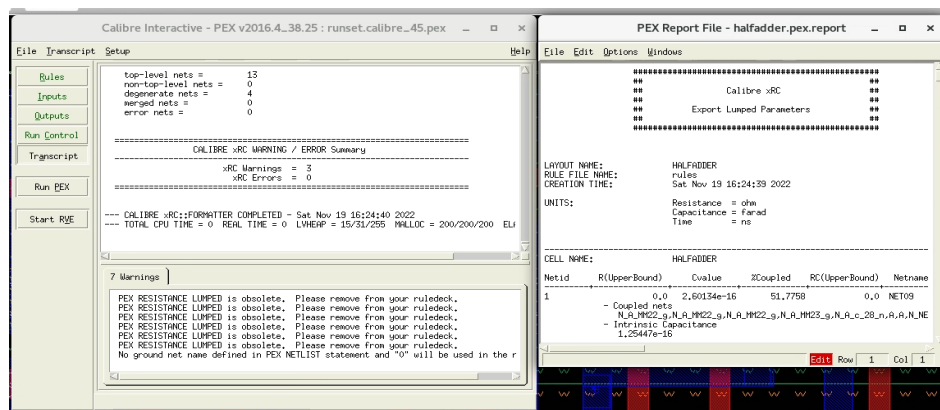 Calibre Interactive - PEX v2016.4_38.25 : runset.calibre_45.pex
File Transcript Setup Help
Rules
Inputs
Outputs
Run Control
Transcript
Run PEX
Start RVE
top-level nets = 13
non-top-level nets = 0
degenerate nets = 4
merged nets = 0
error nets = 0
================================================================
CALIBRE xRC WARNING / ERROR Summary
----------------------------------------------------------------
xRC Warnings = 3
xRC Errors = 0
================================================================
--- CALIBRE xRC::FORMATTER COMPLETED - Sat Nov 19 16:24:40 2022
--- TOTAL CPU TIME = 0 REAL TIME = 0 LVHEAP = 15/31/255 MALLOC = 200/200/200 ELA
7 Warnings
PEX RESISTANCE LUMPED is obsolete. Please remove from your ruledeck.
PEX RESISTANCE LUMPED is obsolete. Please remove from your ruledeck.
PEX RESISTANCE LUMPED is obsolete. Please remove from your ruledeck.
PEX RESISTANCE LUMPED is obsolete. Please remove from your ruledeck.
PEX RESISTANCE LUMPED is obsolete. Please remove from your ruledeck.
PEX RESISTANCE LUMPED is obsolete. Please remove from your ruledeck.
No ground net name defined in PEX NETLIST statement and "0" will be used in the r
PEX Report File - halfadder.pex.report
File Edit Options Windows
##################################################
## ##
## Calibre xRC ##
## ##
## Export Lumped Parameters ##
## ##
##################################################
LAYOUT NAME: HALFADDER
RULE FILE NAME: rules
CREATION TIME: Sat Nov 19 16:24:39 2022
UNITS: Resistance = ohm
Capacitance = farad
Time = ns
CELL NAME: HALFADDER
Netid R(UpperBound) Cvalue %Coupled RC(UpperBound) Netname
1 0.0 2.60134e-16 51.7758 0.0 NET09
- Coupled nets
N_A_MM22_g,N_A_MM22_g,N_A_MM22_g,N_A_MM23_g,N_A_c_28_n,A,A,N_NE
- Intrinsic Capacitance
1.25447e-16
Edit Row 1 Col 1